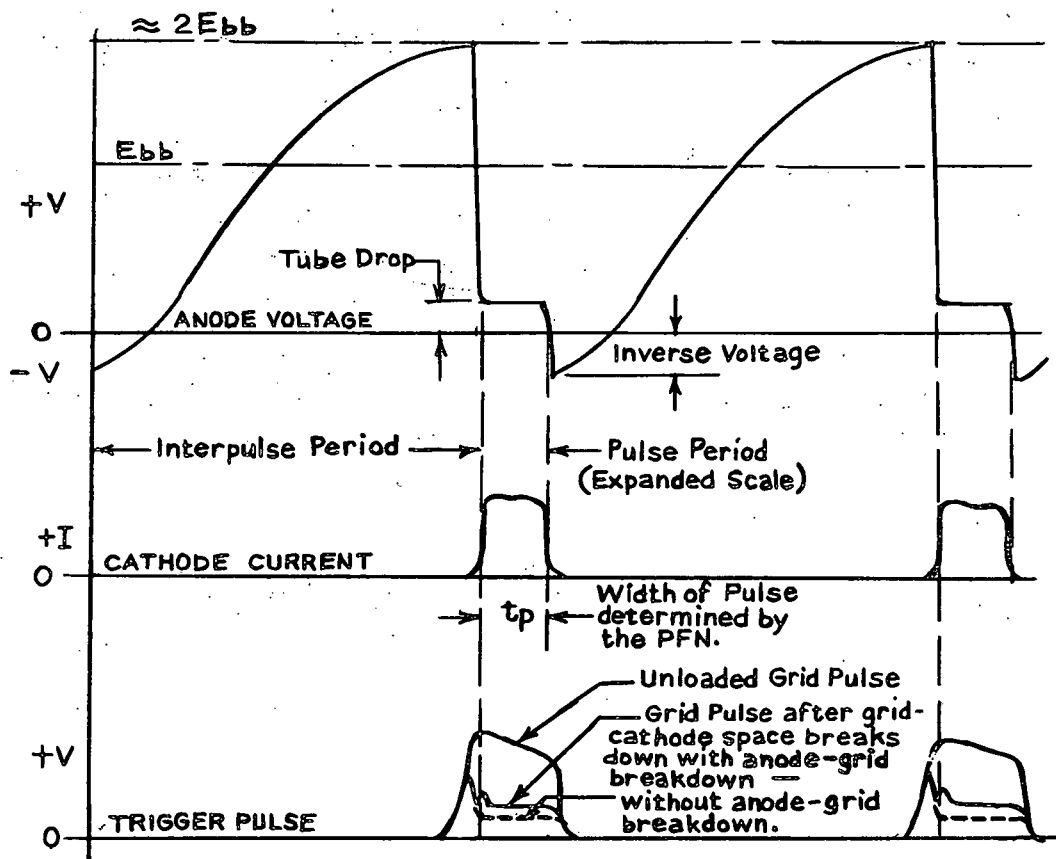 ≈ 2Ebb
Ebb
+V
Tube Drop
0
ANODE VOLTAGE
-V
Inverse Voltage
Interpulse Period
Pulse Period
(Expanded Scale)
+I
0
CATHODE CURRENT
tp
Width of Pulse
determined by
the PFN.
Unloaded Grid Pulse
Grid Pulse after grid-
cathode space breaks
down with anode-grid
breakdown —
without anode-grid
breakdown.
+V
0
TRIGGER PULSE